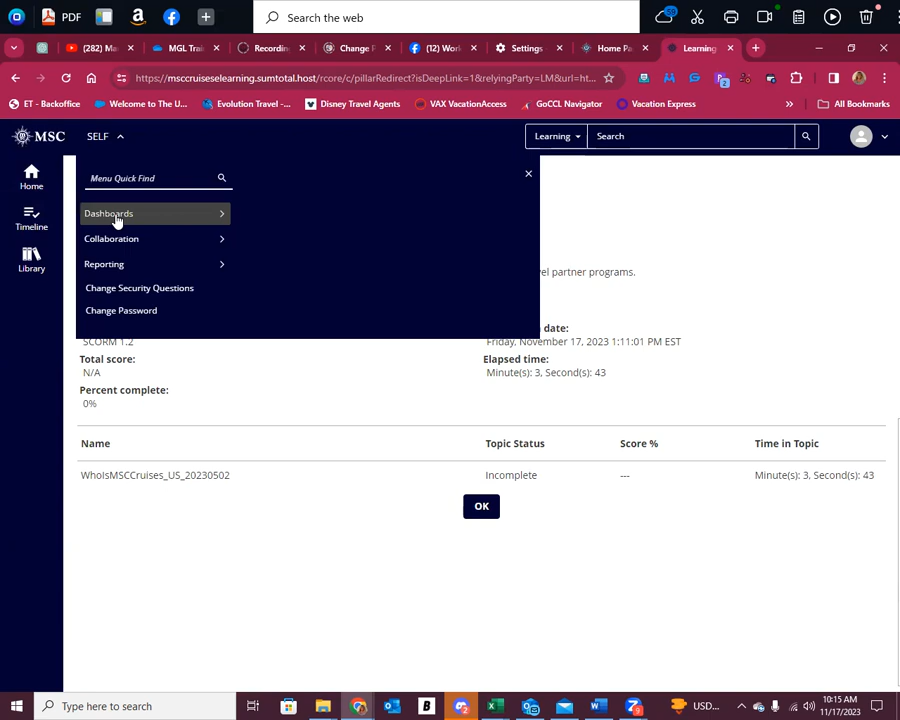 PDF
Search the web
(282) Ma
MGL Trai
Recordin
Change P
(12) Work
Settings
Home Pa
Learning
https://msccruiseselearning.sumtotal.host/rcore/c/pillarRedirect?isDeepLink=1&relyingParty=LM&url=ht...
ET - Backoffice
Welcome to The U...
Evolution Travel -...
Disney Travel Agents
VAX VacationAccess
GoCCL Navigator
Vacation Express
»
All Bookmarks
MSC
SELF
Learning
Search
Home
Timeline
Library
Menu Quick Find
Dashboards
Collaboration
Reporting
Change Security Questions
Change Password
vel partner programs.
date:
SCORM 1.2
Friday, November 17, 2023 1:11:01 PM EST
Total score:
Elapsed time:
N/A
Minute(s): 3, Second(s): 43
Percent complete:
0%
Name
Topic Status
Score %
Time in Topic
WhoIsMSCCruises_US_20230502
Incomplete
---
Minute(s): 3, Second(s): 43
OK
Type here to search
USD...
10:15 AM
11/17/2023